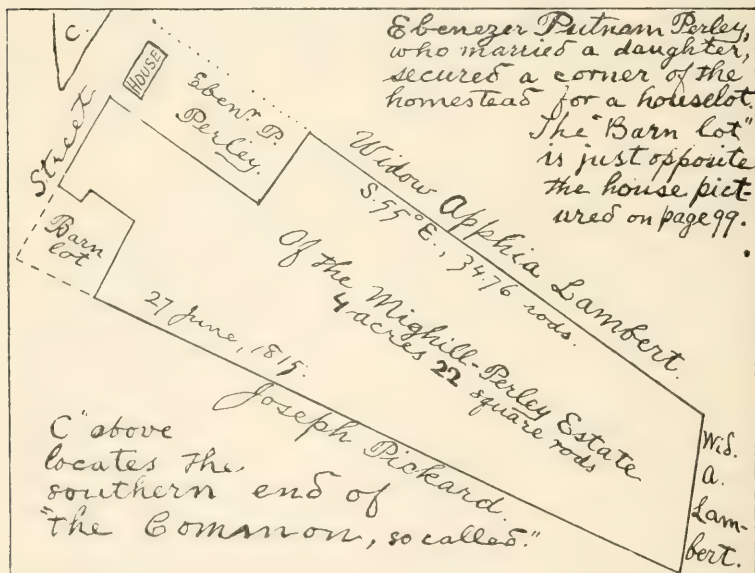 C.
Ebenezer Putnam Perley,
who married a daughter,
secured a corner of the
homestead for a houselot.
The "Barn lot"
is just opposite
the house pict-
ured on page 99.
HOUSE
Ebenr. P.
Perley.
Street
Barn
lot
Widow Apphia Lambert.
S. 55° E., 34.76 rods.
Of the Mighill-Perley Estate
4 acres 22 square rods
27 June, 1815.
Joseph Pickard.
Wid.
A.
Lam-
bert.
C" above
locates the
southern end of
"the Common, so called."